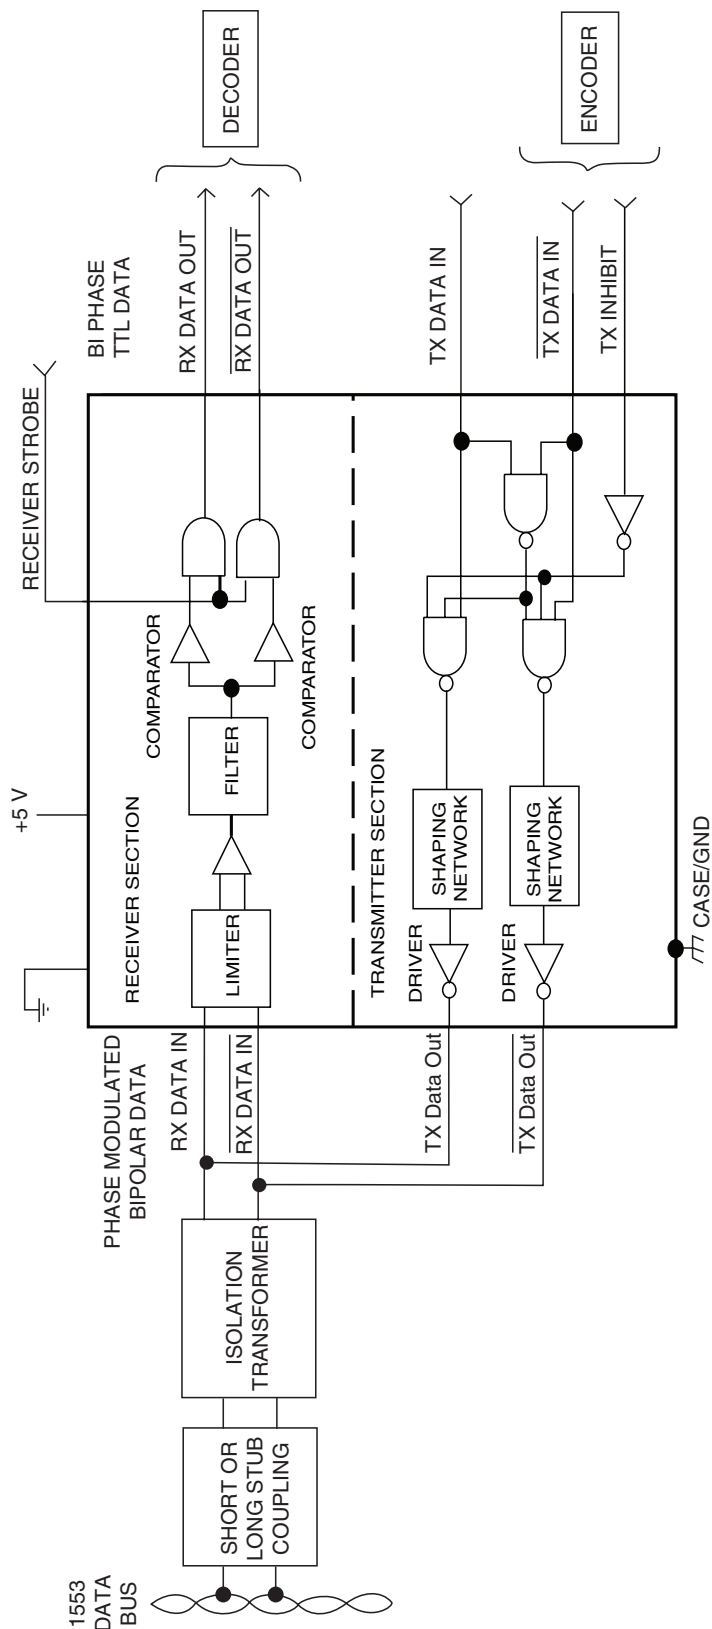 1553
DATA
BUS
SHORT OR
LONG STUB
COUPLING
ISOLATION
TRANSFORMER
PHASE MODULATED
BIPOLAR DATA
RX DATA IN
RX DATA IN
TX Data Out
TX Data Out
+5 V
RECEIVER SECTION
LIMITER
FILTER
COMPARATOR
COMPARATOR
RECEIVER STROBE
TRANSMITTER SECTION
DRIVER
DRIVER
SHAPING
NETWORK
SHAPING
NETWORK
CASE/GND
BI PHASE
TTL DATA
RX DATA OUT
RX DATA OUT
TX DATA IN
TX DATA IN
TX INHIBIT
DECODER
ENCODER